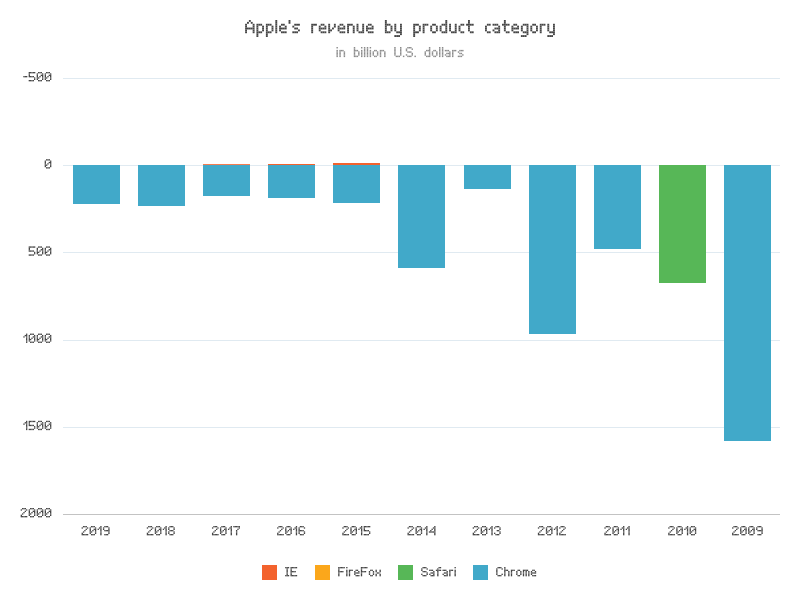 Apple's revenue by product category
in billion U.S. dollars
-500
0
500
1000
1500
2000
2019 2018 2017 2016 2015 2014 2013 2012 2011 2010 2009
IE FireFox Safari Chrome